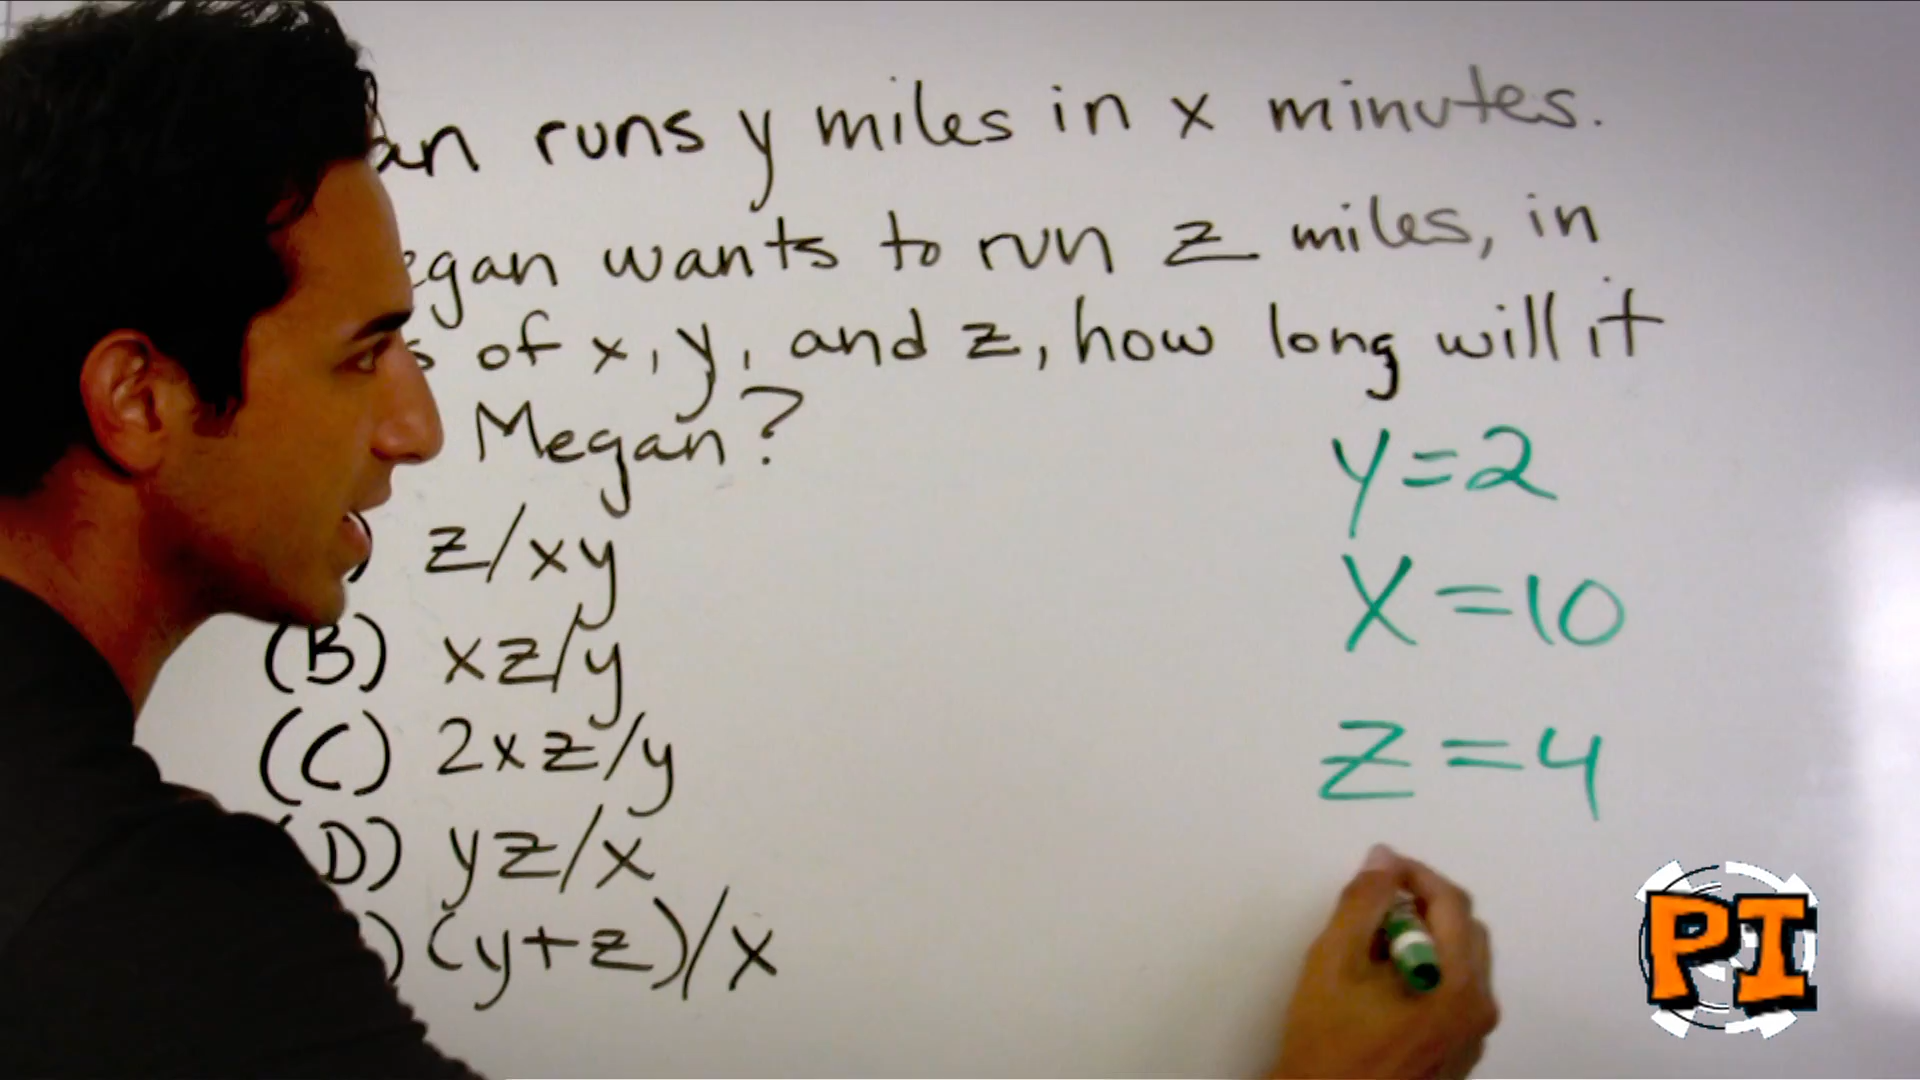 an runs y miles in x minutes.
egan wants to run z miles, in
s of x, y, and z, how long will it
Megan?
) z/xy
(B) xz/y
(C) 2xz/y
(D) yz/x
) (y+z)/x
y=2
X=10
Z=4
PI